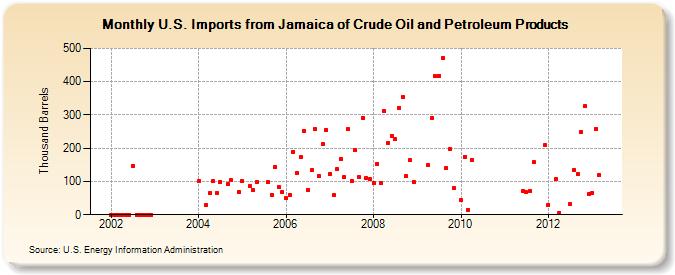 Monthly U.S. Imports from Jamaica of Crude Oil and Petroleum Products
Thousand Barrels
500
400
300
200
100
0
2002 2004 2006 2008 2010 2012
Source: U.S. Energy Information Administration